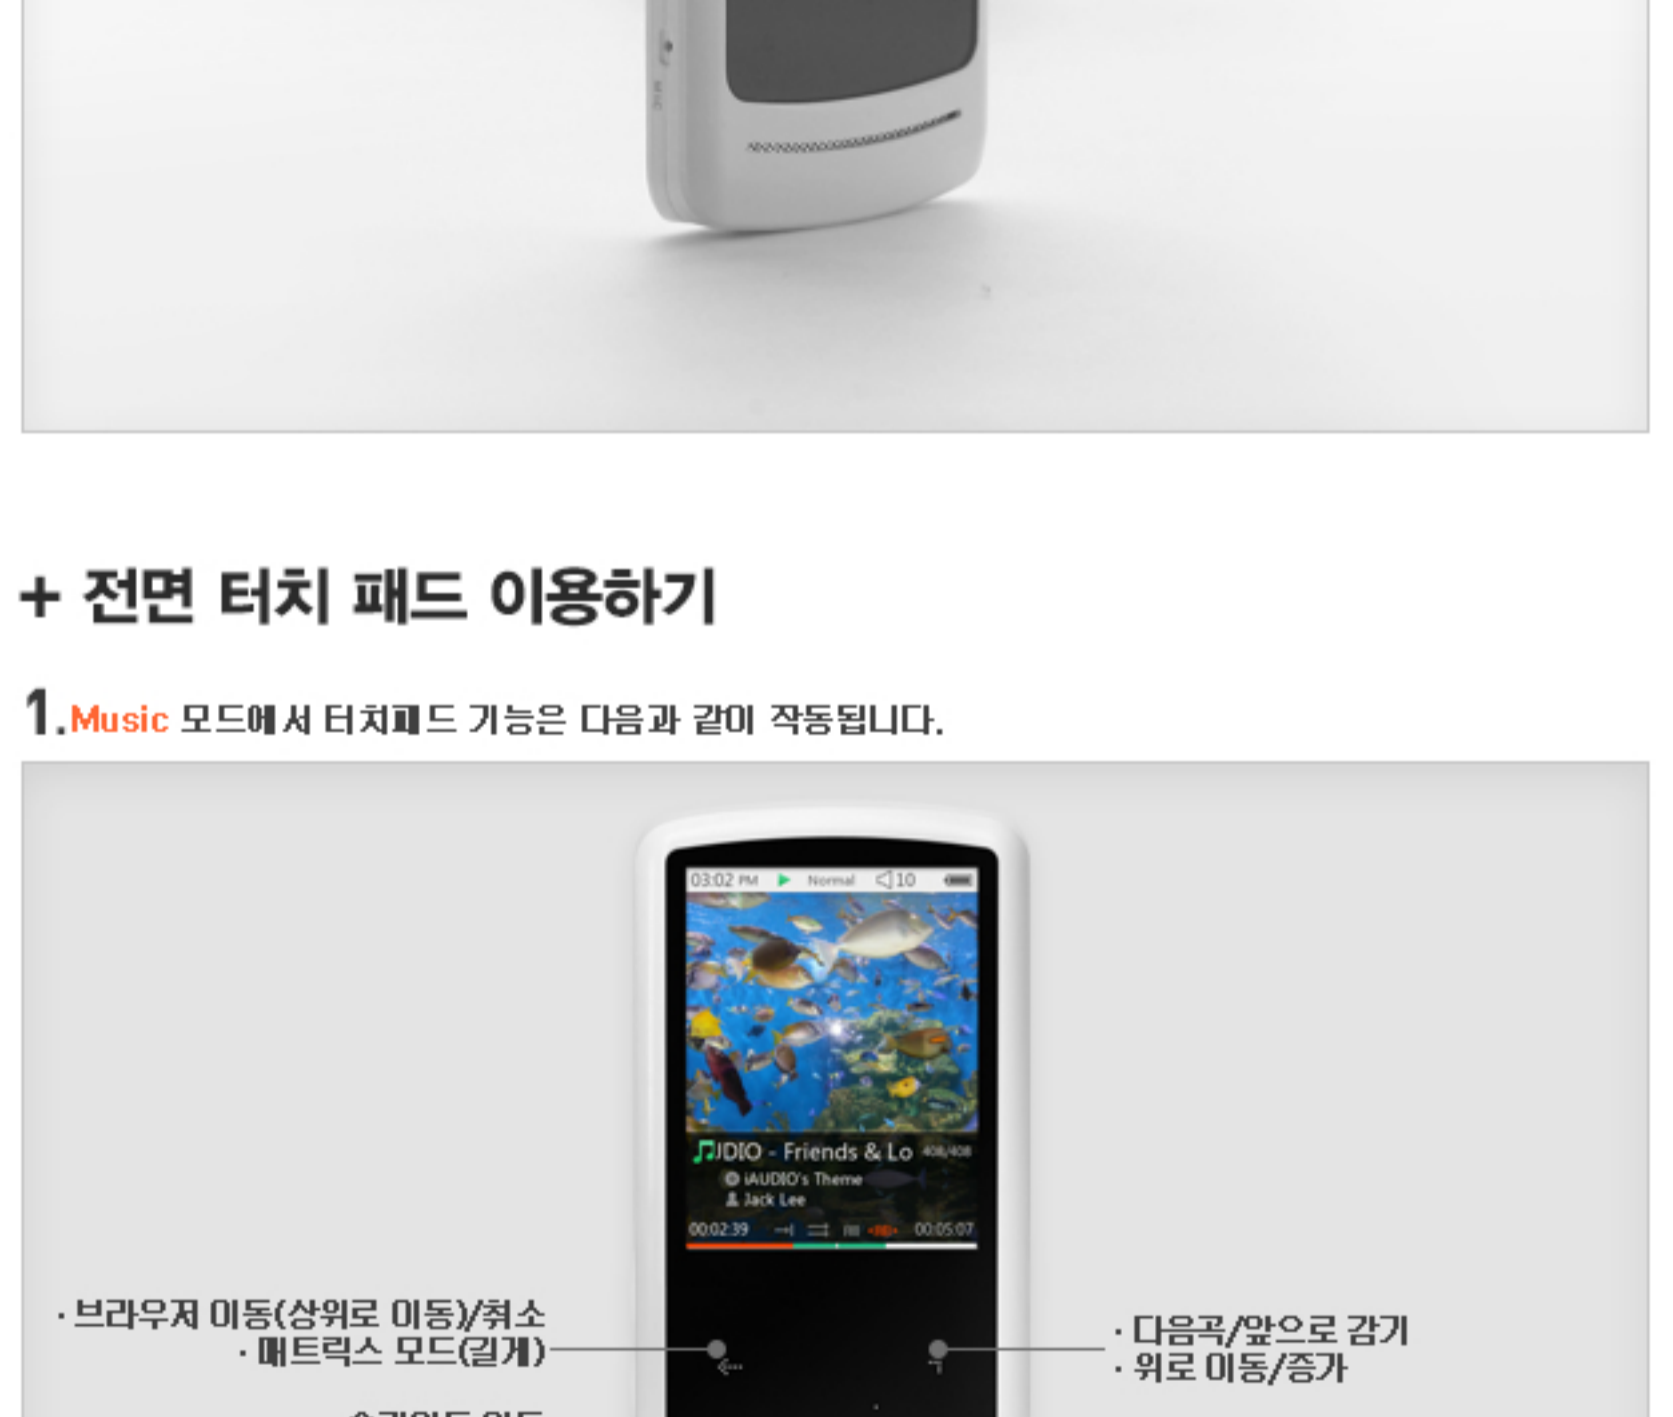 MIC
+ 전면 터치 패드 이용하기
1.Music 모드에서 터치패드 기능은 다음과 같이 작동됩니다.
03:02 PM Normal 10
JDIO - Friends & Lo 408/408
iAUDIO's Theme
Jack Lee
00:02:39 00:05:07
· 브라우저 이동(상위로 이동)/취소
· 매트릭스 모드(길게)
· 다음곡/앞으로 감기
· 위로 이동/증가